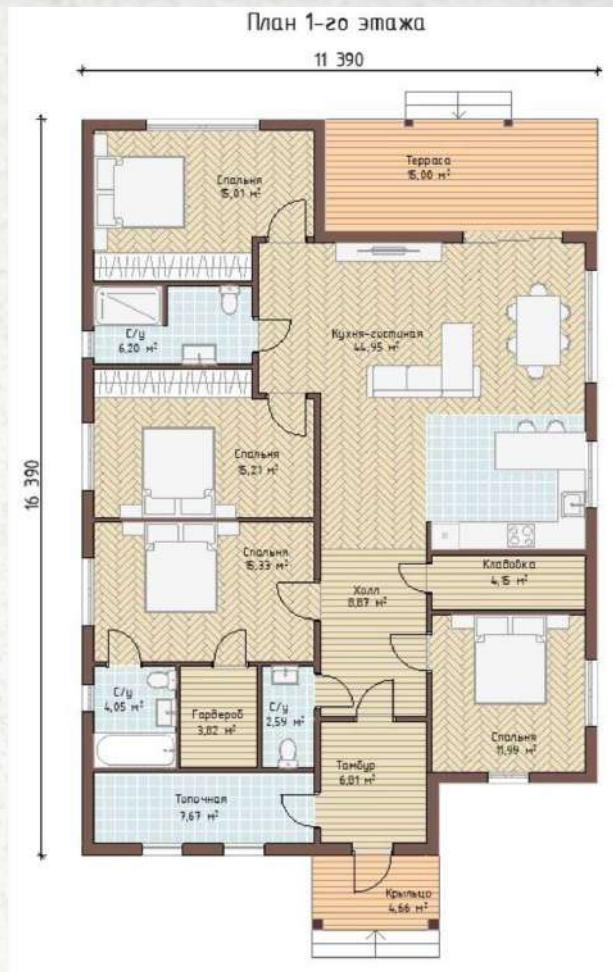 План 1-го этажа
11 390
16 390
Спальня
15,01 м²
Терраса
15,00 м²
С/у
6,20 м²
Кухня-гостиная
44,95 м²
Спальня
15,21 м²
Спальня
15,33 м²
Холл
8,87 м²
Кладовка
4,15 м²
С/у
4,05 м²
Гардероб
3,82 м²
С/у
2,59 м²
Спальня
11,99 м²
Тамбур
6,01 м²
Топочная
7,67 м²
Крыльцо
4,66 м²